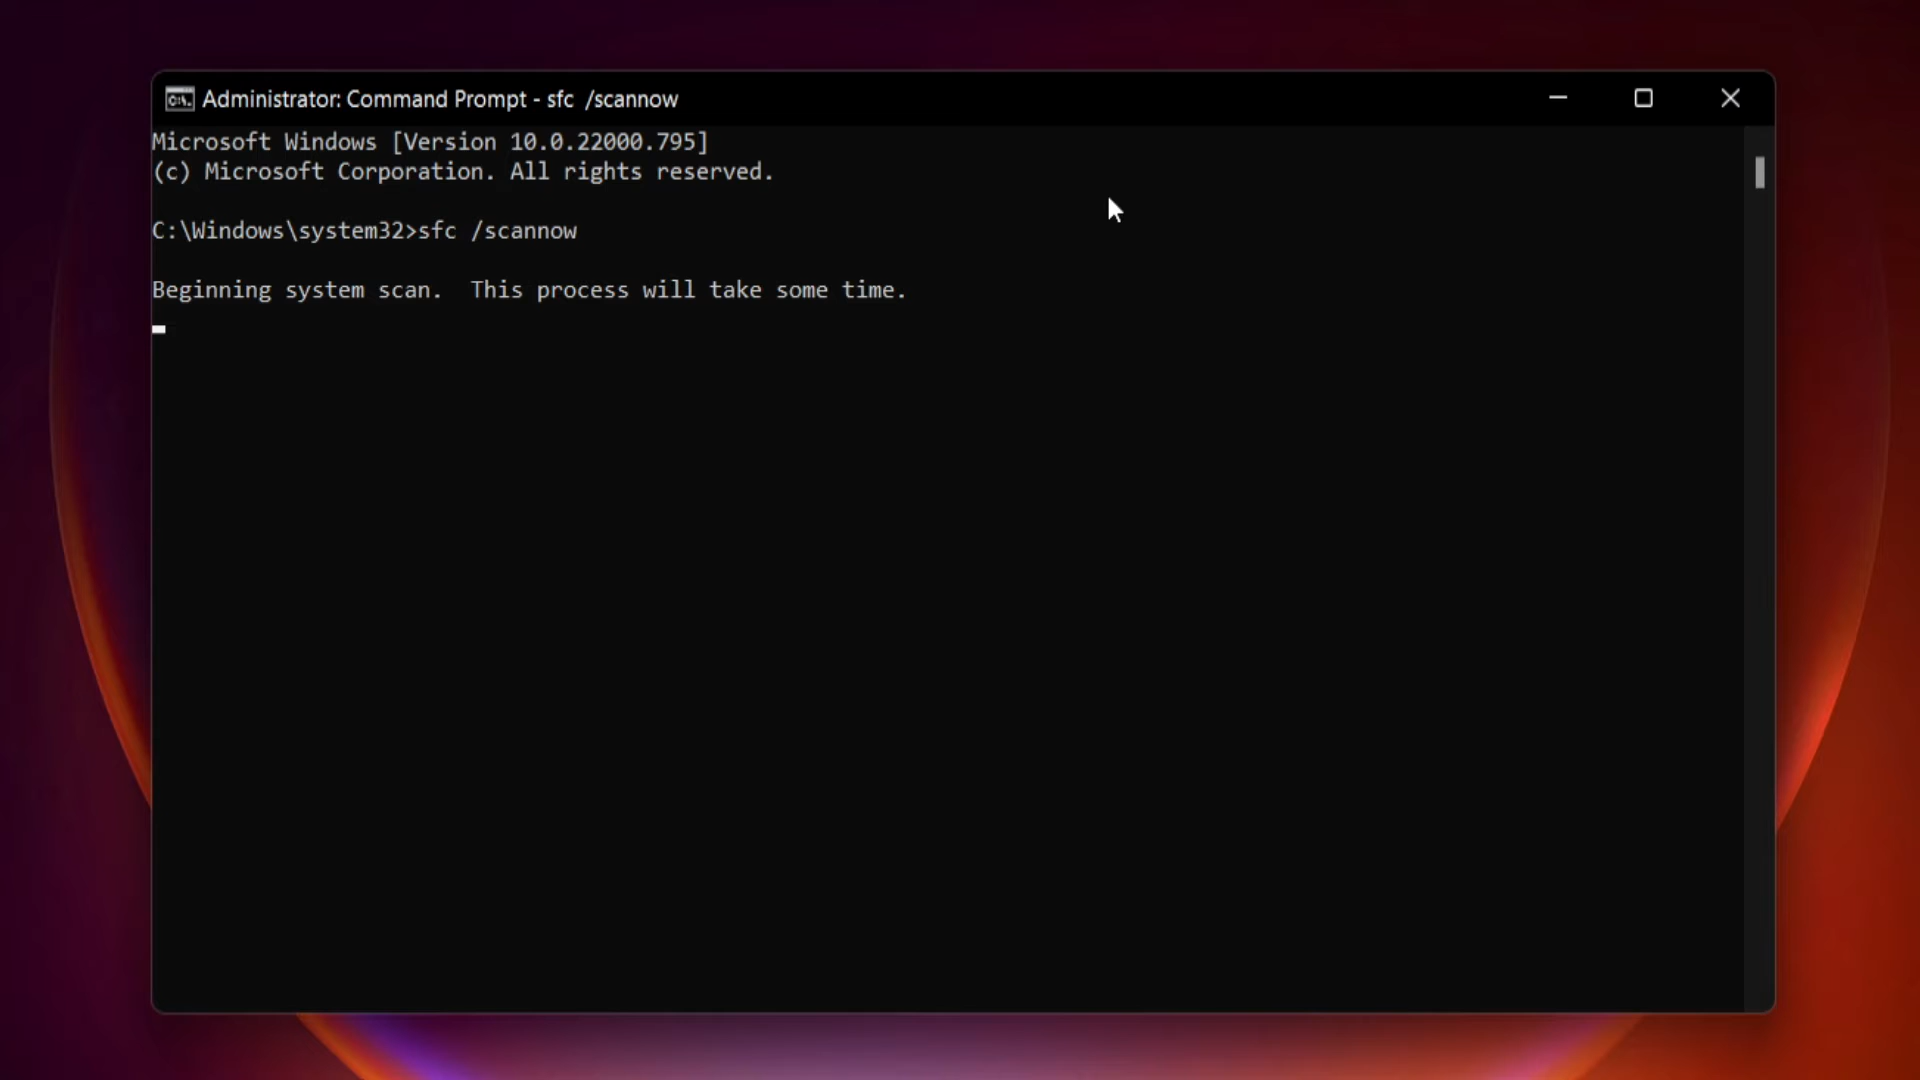 Administrator: Command Prompt - sfc  /scannow
Microsoft Windows [Version 10.0.22000.795]
(c) Microsoft Corporation. All rights reserved.
C:\Windows\system32>sfc /scannow
Beginning system scan.  This process will take some time.